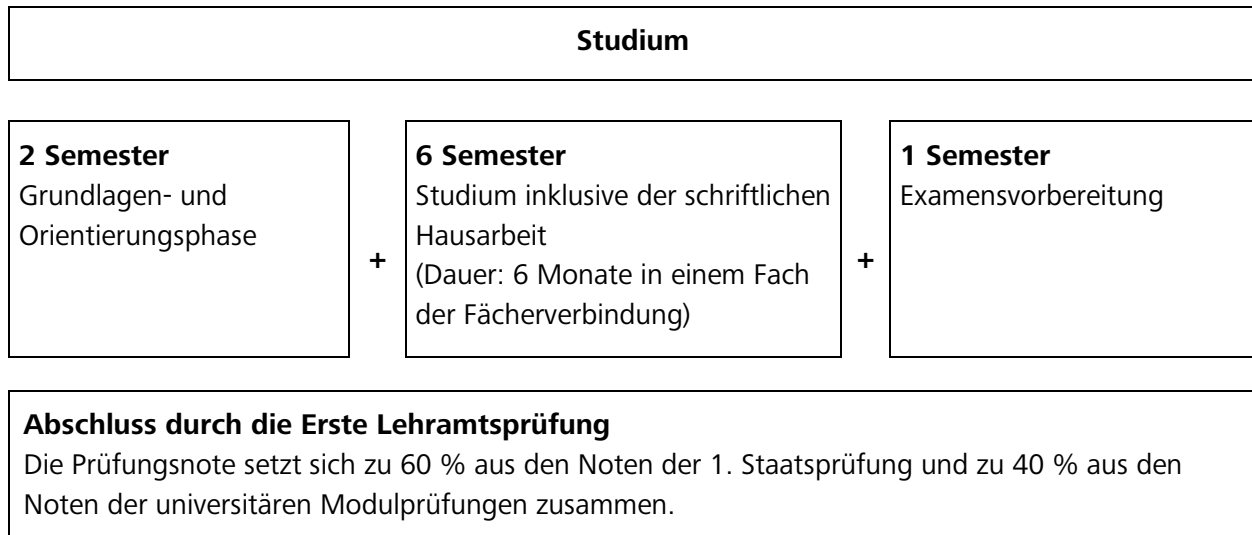 Studium
2 Semester
Grundlagen- und
Orientierungsphase
+
6 Semester
Studium inklusive der schriftlichen
Hausarbeit
(Dauer: 6 Monate in einem Fach
der Fächerverbindung)
+
1 Semester
Examensvorbereitung
Abschluss durch die Erste Lehramtsprüfung
Die Prüfungsnote setzt sich zu 60 % aus den Noten der 1. Staatsprüfung und zu 40 % aus den
Noten der universitären Modulprüfungen zusammen.